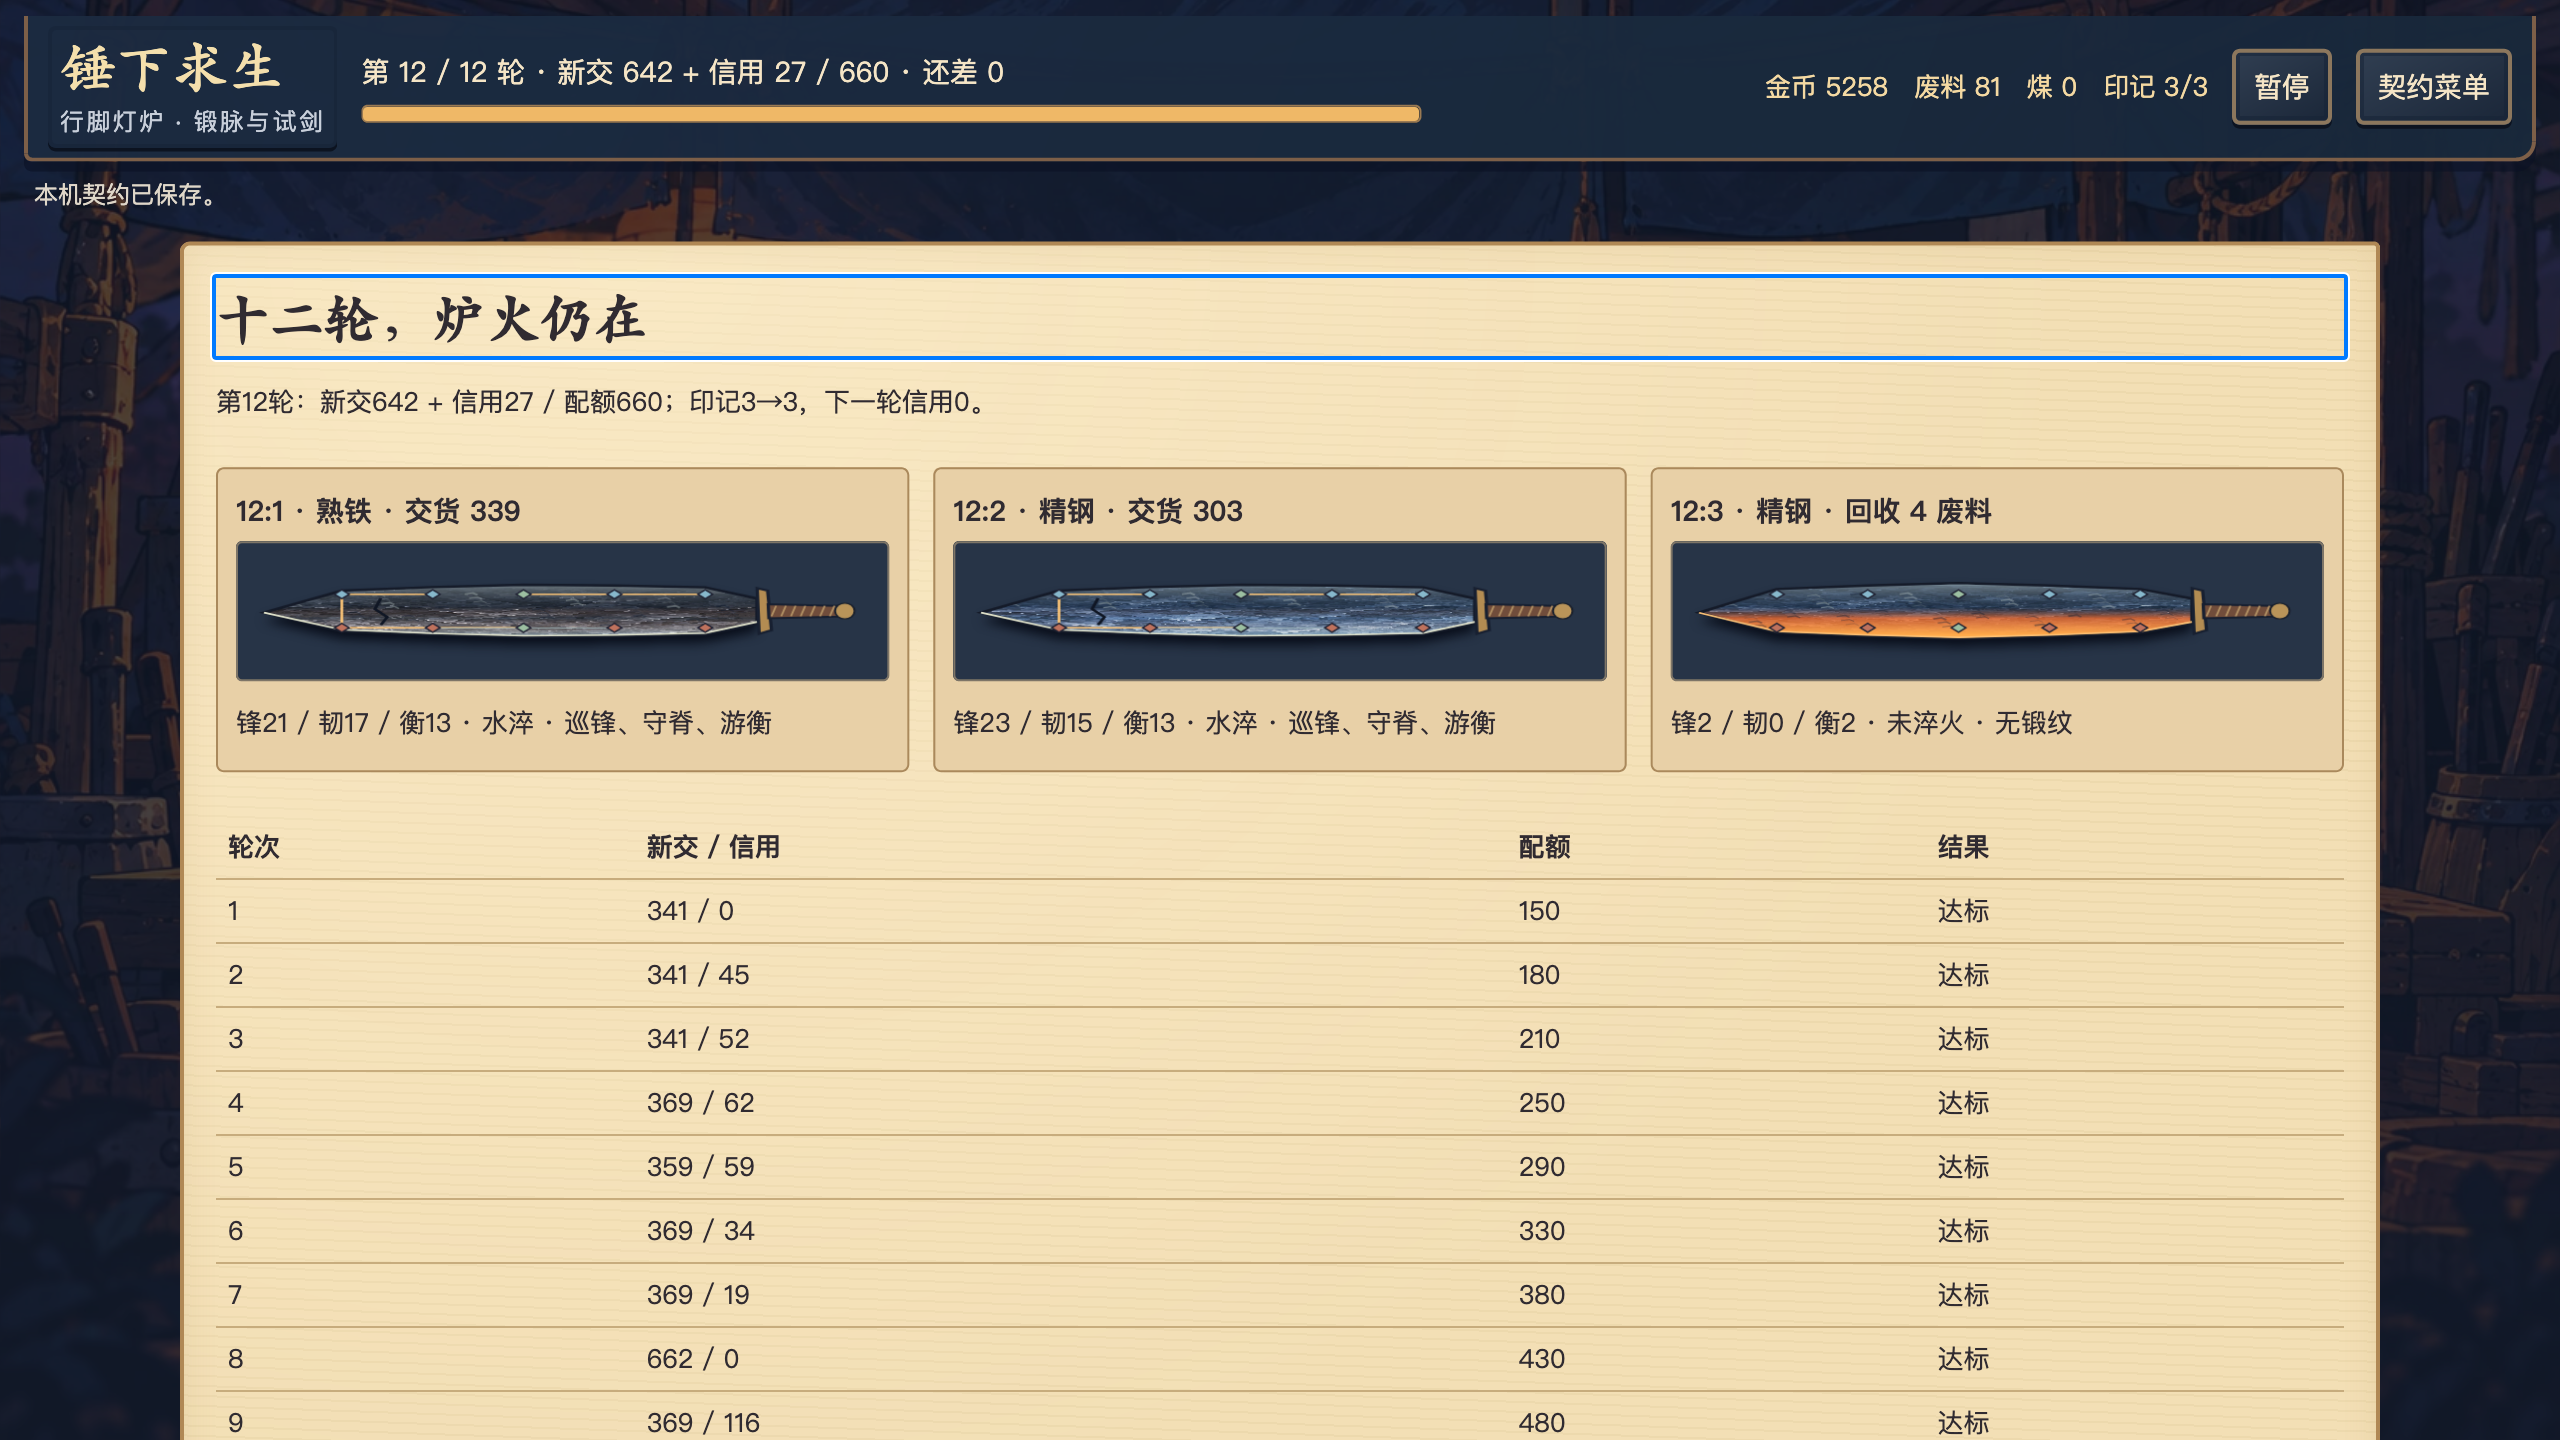 锤下求生
行脚灯炉 · 锻脉与试剑
第 12 / 12 轮 · 新交 642 + 信用 27 / 660 · 还差 0
金币 5258 废料 81 煤 0 印记 3/3
暂停
契约菜单
本机契约已保存。
十二轮，炉火仍在
第12轮：新交642 + 信用27 / 配额660；印记3→3，下一轮信用0。
12:1 · 熟铁 · 交货 339
锋21 / 韧17 / 衡13 · 水淬 · 巡锋、守脊、游衡
12:2 · 精钢 · 交货 303
锋23 / 韧15 / 衡13 · 水淬 · 巡锋、守脊、游衡
12:3 · 精钢 · 回收 4 废料
锋2 / 韧0 / 衡2 · 未淬火 · 无锻纹
轮次 新交 / 信用 配额 结果
1 341 / 0 150 达标
2 341 / 45 180 达标
3 341 / 52 210 达标
4 369 / 62 250 达标
5 359 / 59 290 达标
6 369 / 34 330 达标
7 369 / 19 380 达标
8 662 / 0 430 达标
9 369 / 116 480 达标